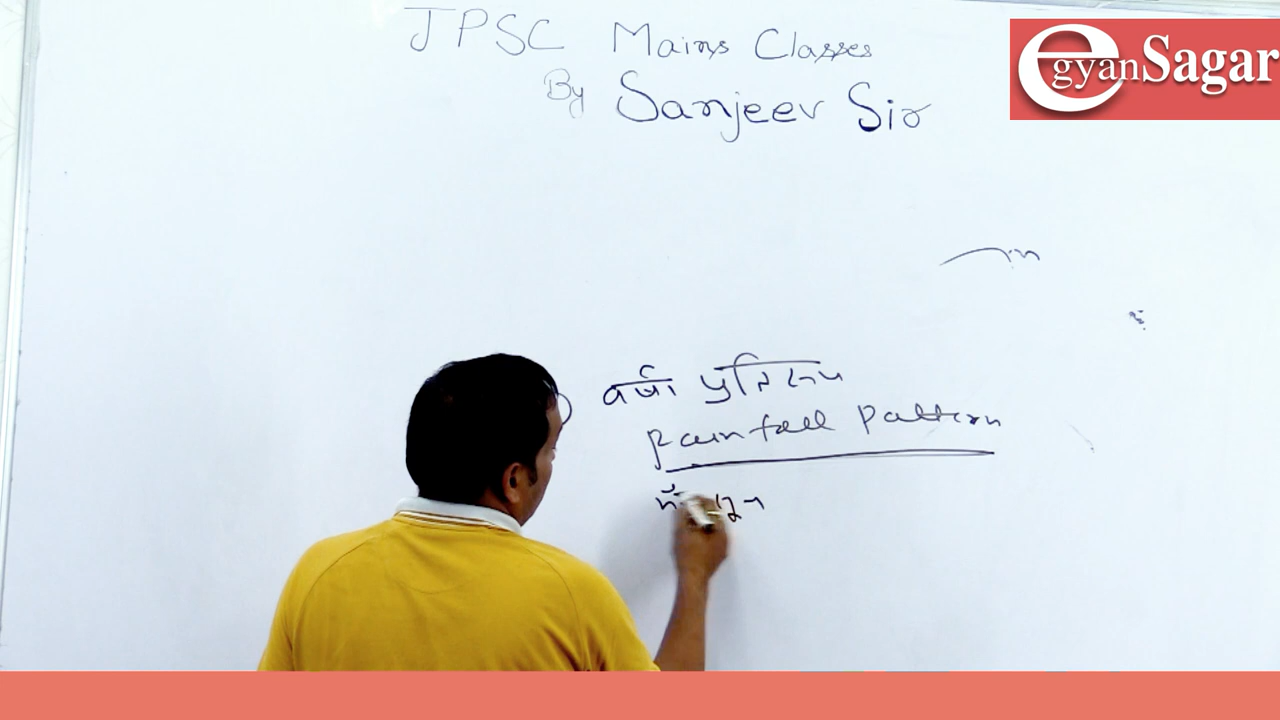 JPSC Mains Classes
By Sanjeev Sir
egyanSagar
वर्षा प्रतिरूप
Rainfall Pattern